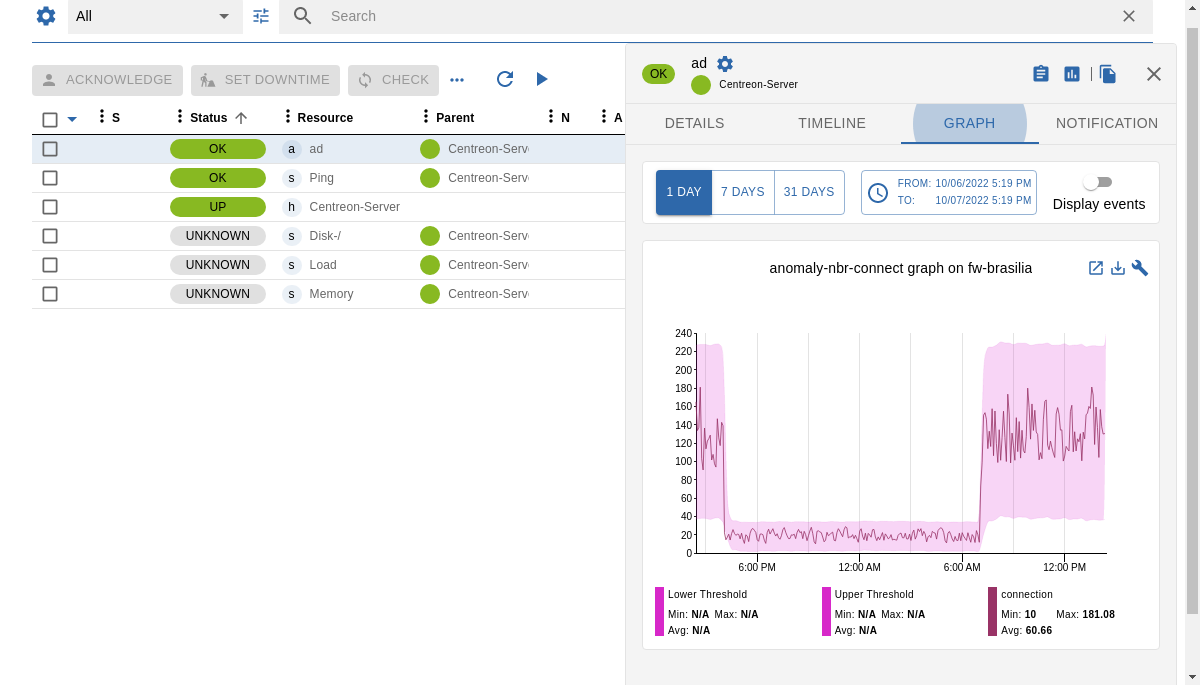 All
Search
ACKNOWLEDGE
SET DOWNTIME
CHECK
S
Status
Resource
Parent
N
A
OK
a
ad
Centreon-Serv
OK
s
Ping
Centreon-Serv
UP
h
Centreon-Server
UNKNOWN
s
Disk-/
Centreon-Serv
UNKNOWN
s
Load
Centreon-Serv
UNKNOWN
s
Memory
Centreon-Serv
OK
ad
Centreon-Server
DETAILS
TIMELINE
GRAPH
NOTIFICATION
1 DAY
7 DAYS
31 DAYS
FROM: 10/06/2022 5:19 PM
TO: 10/07/2022 5:19 PM
Display events
anomaly-nbr-connect graph on fw-brasilia
240
220
200
180
160
140
120
100
80
60
40
20
0
6:00 PM
12:00 AM
6:00 AM
12:00 PM
Lower Threshold
Min: N/A Max: N/A
Avg: N/A
Upper Threshold
Min: N/A Max: N/A
Avg: N/A
connection
Min: 10 Max: 181.08
Avg: 60.66